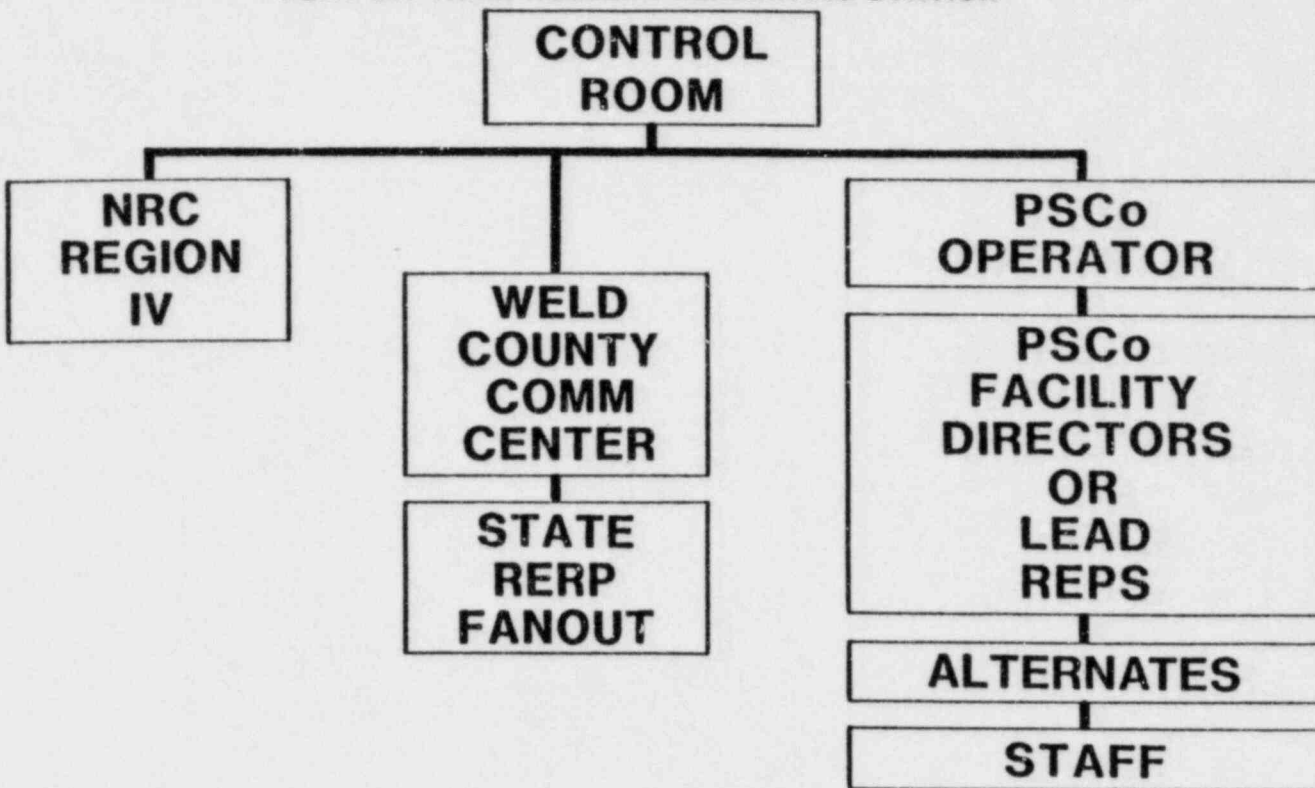 CONTROL
ROOM
NRC
REGION
IV
WELD
COUNTY
COMM
CENTER
STATE
RERP
FANOUT
PSCo
OPERATOR
PSCo
FACILITY
DIRECTORS
OR
LEAD
REPS
ALTERNATES
STAFF